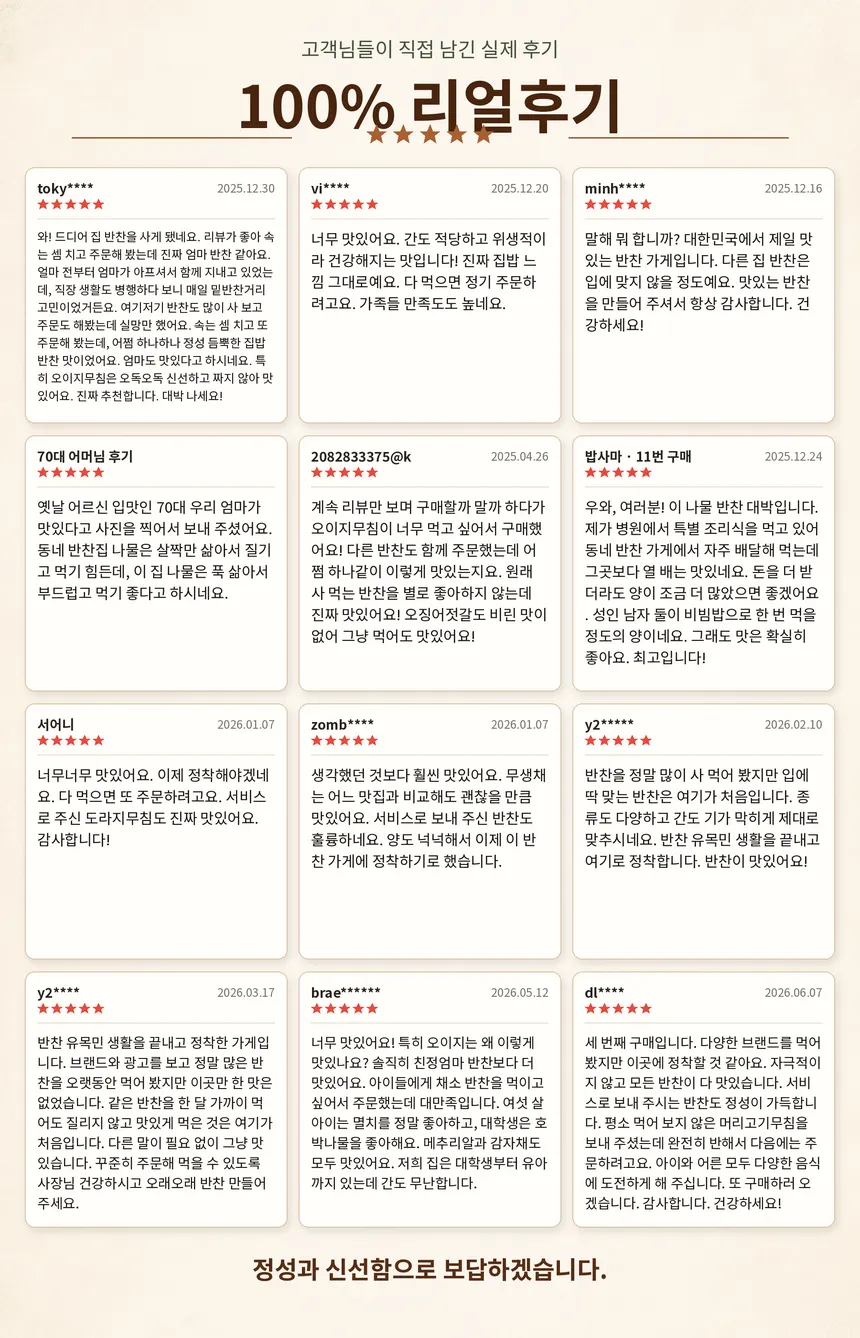 고객님들이 직접 남긴 실제 후기
100% 리얼후기
toky****
2025.12.30
와! 드디어 집 반찬을 사게 됐네요. 리뷰가 좋아 속
는 셈 치고 주문해 봤는데 진짜 엄마 반찬 같아요.
얼마 전부터 엄마가 아프셔서 함께 지내고 있었는
데, 직장 생활도 병행하다 보니 매일 밑반찬거리
고민이었거든요. 여기저기 반찬도 많이 사 보고
주문도 해봤는데 실망만 했어요. 속는 셈 치고 또
주문해 봤는데, 어쩜 하나하나 정성 듬뿍한 집밥
반찬 맛이었어요. 엄마도 맛있다고 하시네요. 특
히 오이지무침은 오독오독 신선하고 짜지 않아 맛
있어요. 진짜 추천합니다. 대박 나세요!
vi****
2025.12.20
너무 맛있어요. 간도 적당하고 위생적이
라 건강해지는 맛입니다! 진짜 집밥 느
낌 그대로예요. 다 먹으면 정기 주문하
려고요. 가족들 만족도도 높네요.
minh****
2025.12.16
말해 뭐 합니까? 대한민국에서 제일 맛
있는 반찬 가게입니다. 다른 집 반찬은
입에 맞지 않을 정도예요. 맛있는 반찬
을 만들어 주셔서 항상 감사합니다. 건
강하세요!
70대 어머님 후기
옛날 어르신 입맛인 70대 우리 엄마가
맛있다고 사진을 찍어서 보내 주셨어요.
동네 반찬집 나물은 살짝만 삶아서 질기
고 먹기 힘든데, 이 집 나물은 푹 삶아서
부드럽고 먹기 좋다고 하시네요.
2082833375@k
2025.04.26
계속 리뷰만 보며 구매할까 말까 하다가
오이지무침이 너무 먹고 싶어서 구매했
어요! 다른 반찬도 함께 주문했는데 어
쩜 하나같이 이렇게 맛있는지요. 원래
사 먹는 반찬을 별로 좋아하지 않는데
진짜 맛있어요! 오징어젓갈도 비린 맛이
없어 그냥 먹어도 맛있어요!
밥사마 · 11번 구매
2025.12.24
우와, 여러분! 이 나물 반찬 대박입니다.
제가 병원에서 특별 조리식을 먹고 있어
동네 반찬 가게에서 자주 배달해 먹는데
그곳보다 열 배는 맛있네요. 돈을 더 받
더라도 양이 조금 더 많았으면 좋겠어요
. 성인 남자 둘이 비빔밥으로 한 번 먹을
정도의 양이네요. 그래도 맛은 확실히
좋아요. 최고입니다!
서어니
2026.01.07
너무너무 맛있어요. 이제 정착해야겠네
요. 다 먹으면 또 주문하려고요. 서비스
로 주신 도라지무침도 진짜 맛있어요.
감사합니다!
zomb****
2026.01.07
생각했던 것보다 훨씬 맛있어요. 무생채
는 어느 맛집과 비교해도 괜찮을 만큼
맛있어요. 서비스로 보내 주신 반찬도
훌륭하네요. 양도 넉넉해서 이제 이 반
찬 가게에 정착하기로 했습니다.
y2*****
2026.02.10
반찬을 정말 많이 사 먹어 봤지만 입에
딱 맞는 반찬은 여기가 처음입니다. 종
류도 다양하고 간도 기가 막히게 제대로
맞추시네요. 반찬 유목민 생활을 끝내고
여기로 정착합니다. 반찬이 맛있어요!
y2****
2026.03.17
반찬 유목민 생활을 끝내고 정착한 가게입
니다. 브랜드와 광고를 보고 정말 많은 반
찬을 오랫동안 먹어 봤지만 이곳만 한 맛은
없었습니다. 같은 반찬을 한 달 가까이 먹
어도 질리지 않고 맛있게 먹은 것은 여기가
처음입니다. 다른 말이 필요 없이 그냥 맛
있습니다. 꾸준히 주문해 먹을 수 있도록
사장님 건강하시고 오래오래 반찬 만들어
주세요.
brae******
2026.05.12
너무 맛있어요! 특히 오이지는 왜 이렇게
맛있나요? 솔직히 친정엄마 반찬보다 더
맛있어요. 아이들에게 채소 반찬을 먹이고
싶어서 주문했는데 대만족입니다. 여섯 살
아이는 멸치를 정말 좋아하고, 대학생은 호
박나물을 좋아해요. 메추리알과 감자채도
모두 맛있어요. 저희 집은 대학생부터 유아
까지 있는데 간도 무난합니다.
dl****
2026.06.07
세 번째 구매입니다. 다양한 브랜드를 먹어
봤지만 이곳에 정착할 것 같아요. 자극적이
지 않고 모든 반찬이 다 맛있습니다. 서비
스로 보내 주시는 반찬도 정성이 가득합니
다. 평소 먹어 보지 않은 머리고기무침을
보내 주셨는데 완전히 반해서 다음에는 주
문하려고요. 아이와 어른 모두 다양한 음식
에 도전하게 해 주십니다. 또 구매하러 오
겠습니다. 감사합니다. 건강하세요!
정성과 신선함으로 보답하겠습니다.